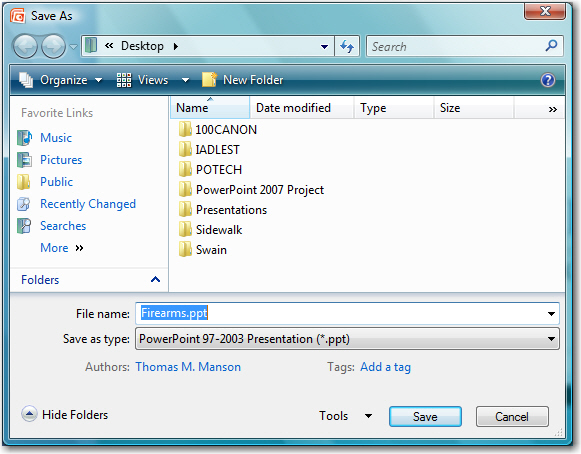 Save As
« Desktop
Search
Organize Views New Folder
Favorite Links
Music
Pictures
Public
Recently Changed
Searches
More »
Folders
Name Date modified Type Size »
100CANON
IADLEST
POTECH
PowerPoint 2007 Project
Presentations
Sidewalk
Swain
File name: Firearms.ppt
Save as type: PowerPoint 97-2003 Presentation (*.ppt)
Authors: Thomas M. Manson Tags: Add a tag
Hide Folders Tools Save Cancel